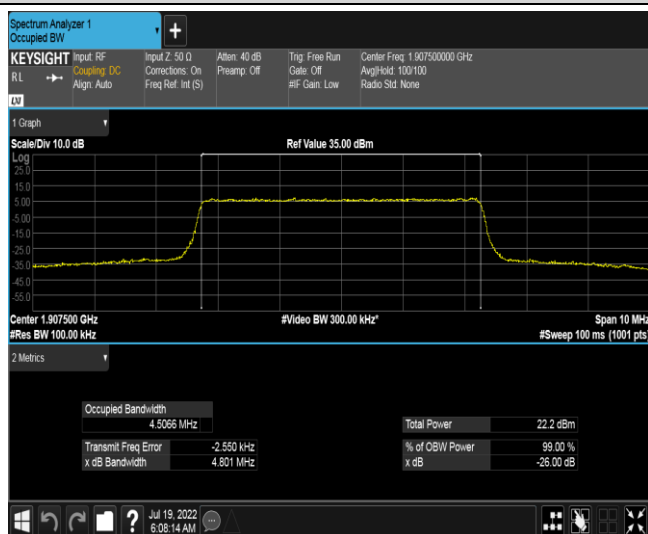 Spectrum Analyzer 1
Occupied BW
+
KEYSIGHT
RL
LXI
Input: RF
Coupling: DC
Align: Auto
Input Z: 50 Ω
Corrections: On
Freq Ref: Int (S)
Atten: 40 dB
Preamp: Off
Trig: Free Run
Gate: Off
#IF Gain: Low
Center Freq: 1.907500000 GHz
Avg|Hold: 100/100
Radio Std: None
1 Graph
Scale/Div 10.0 dB
Ref Value 35.00 dBm
Log
25.0
15.0
5.00
-5.00
-15.0
-25.0
-35.0
-45.0
-55.0
Center 1.907500 GHz
#Video BW 300.00 kHz*
Span 10 MHz
#Res BW 100.00 kHz
#Sweep 100 ms (1001 pts)
2 Metrics
Occupied Bandwidth
4.5066 MHz
Total Power 22.2 dBm
Transmit Freq Error -2.550 kHz
% of OBW Power 99.00 %
x dB Bandwidth 4.801 MHz
x dB -26.00 dB
?
Jul 19, 2022
6:08:14 AM